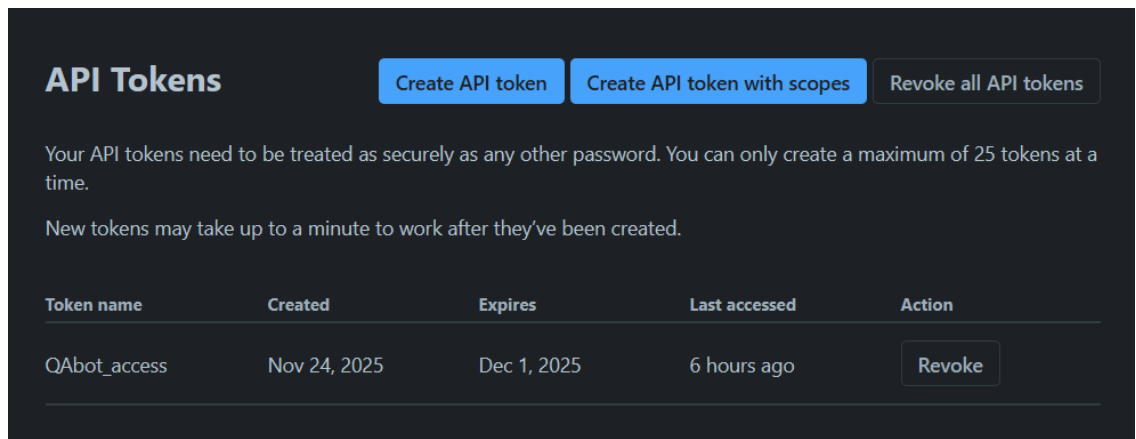 API Tokens
Create API token
Create API token with scopes
Revoke all API tokens
Your API tokens need to be treated as securely as any other password. You can only create a maximum of 25 tokens at a
time.
New tokens may take up to a minute to work after they’ve been created.
Token name Created Expires Last accessed Action
QAbot_access Nov 24, 2025 Dec 1, 2025 6 hours ago Revoke